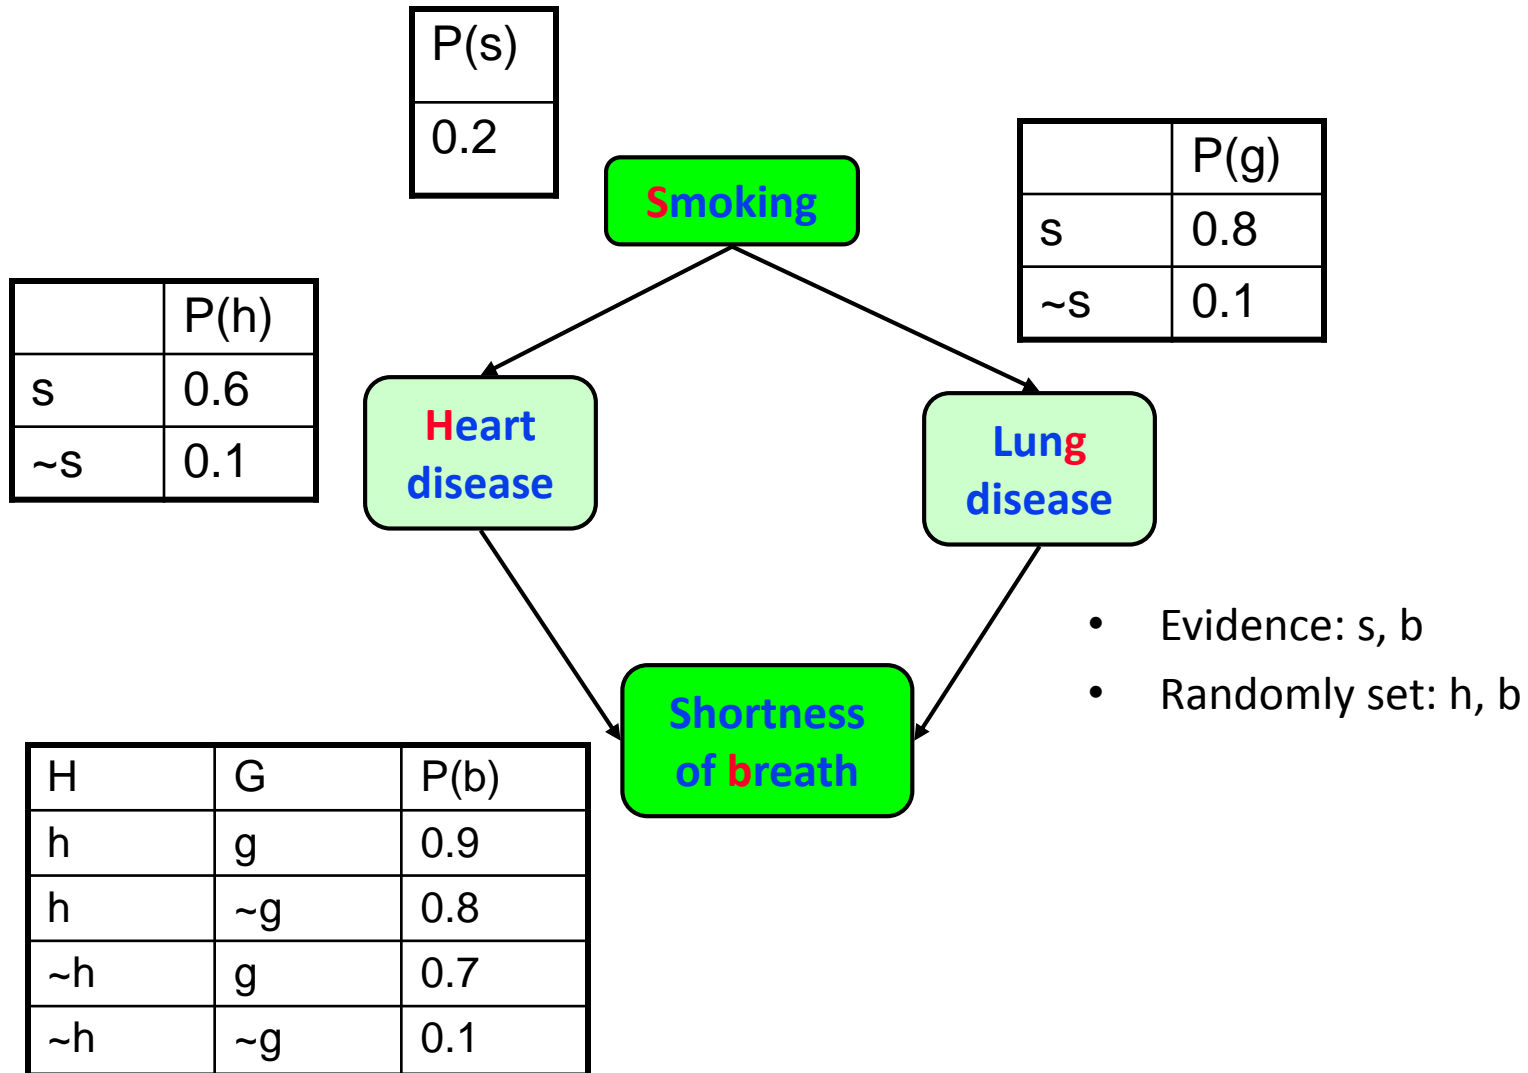 P(s)
0.2
Smoking
P(g)
s 0.8
~s 0.1
P(h)
s 0.6
~s 0.1
Heart
disease
Lung
disease
• Evidence: s, b
• Randomly set: h, b
Shortness
of breath
H G P(b)
h g 0.9
h ~g 0.8
~h g 0.7
~h ~g 0.1